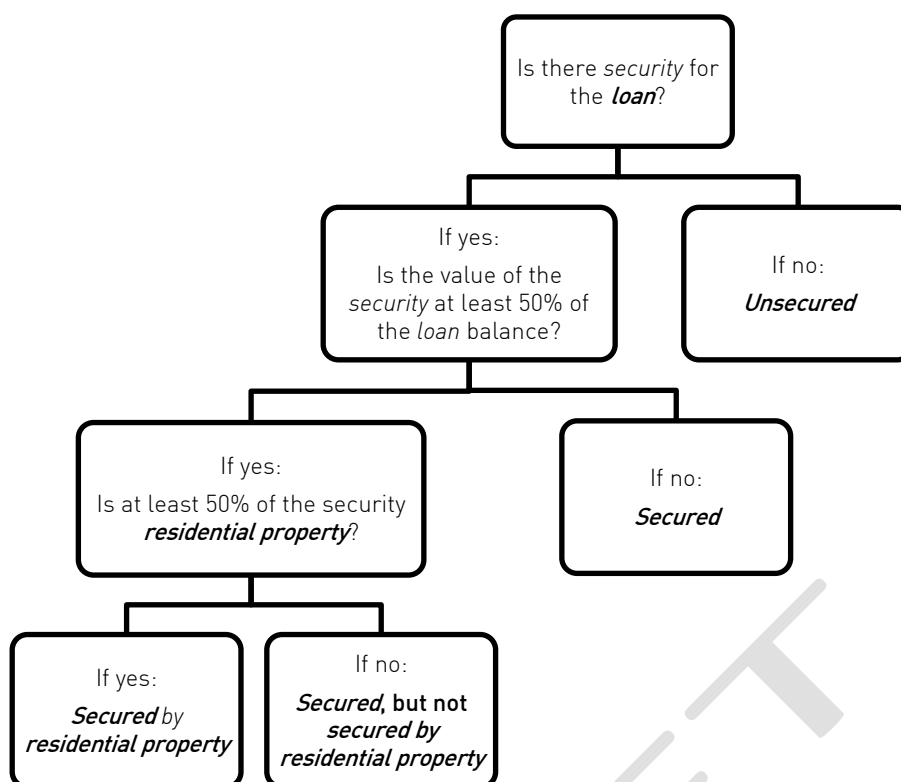 Is there security for
the loan?
If yes:
Is the value of the
security at least 50% of
the loan balance?
If no:
Unsecured
If yes:
Is at least 50% of the security
residential property?
If no:
Secured
If yes:
Secured by
residential property
If no:
Secured, but not
secured by
residential property